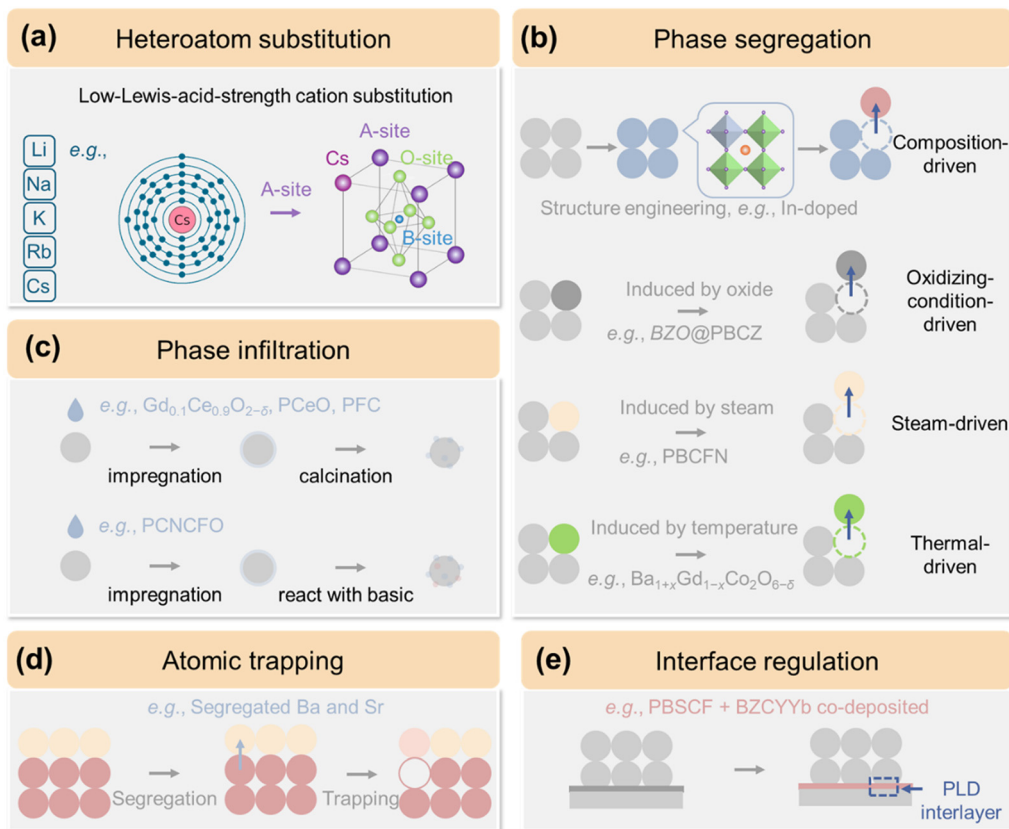 (a) Heteroatom substitution
Low-Lewis-acid-strength cation substitution
Li
Na
K
Rb
Cs
e.g.,
Cs
A-site
A-site
Cs
O-site
B-site
(b) Phase segregation
Composition-
driven
Structure engineering, e.g., In-doped
Induced by oxide
e.g., BZO@PBCZ
Oxidizing-
condition-
driven
Induced by steam
e.g., PBCFN
Steam-driven
Induced by temperature
e.g., Ba₁₊ₓGd₁₋ₓCo₂O₆₋δ
Thermal-
driven
(c) Phase infiltration
e.g., Gd₀.₁Ce₀.₉O₂₋δ, PCeO, PFC
impregnation
calcination
e.g., PCNCFO
impregnation
react with basic
(d) Atomic trapping
e.g., Segregated Ba and Sr
Segregation
Trapping
(e) Interface regulation
e.g., PBSCF + BZCYYb co-deposited
PLD
interlayer